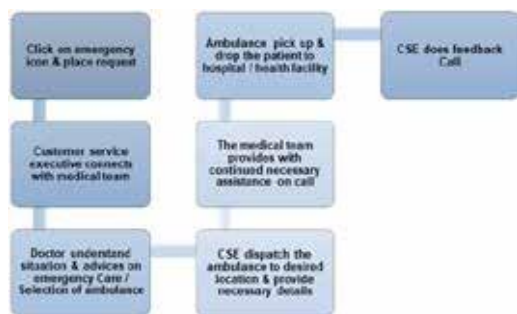 Click on emergency
icon & place request
Customer service
executive connects
with medical team
Doctor understand
situation & advices on
emergency Care /
Selection of ambulance
CSE dispatch the
ambulance to desired
location & provide
necessary details
The medical team
provides with
continued necessary
assistance on call
Ambulance pick up &
drop the patient to
hospital / health facility
CSE does feedback
Call